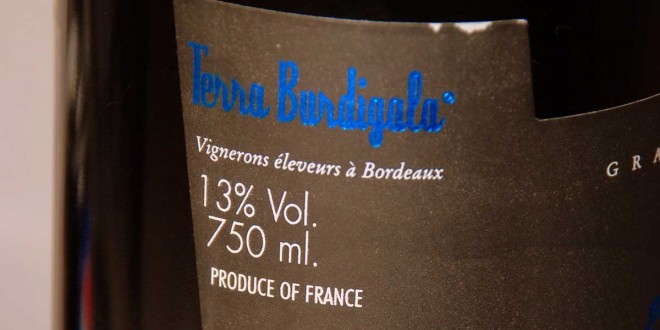 Terra Burdigala®
Vignerons éleveurs à Bordeaux
13% Vol.
750 ml.
PRODUCE OF FRANCE